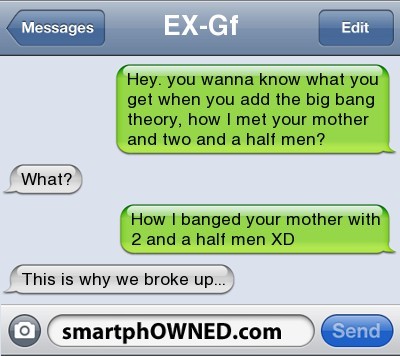 Messages
EX-Gf
Edit
Hey. you wanna know what you
get when you add the big bang
theory, how I met your mother
and two and a half men?
What?
How I banged your mother with
2 and a half men XD
This is why we broke up...
smartphOWNED.com
Send